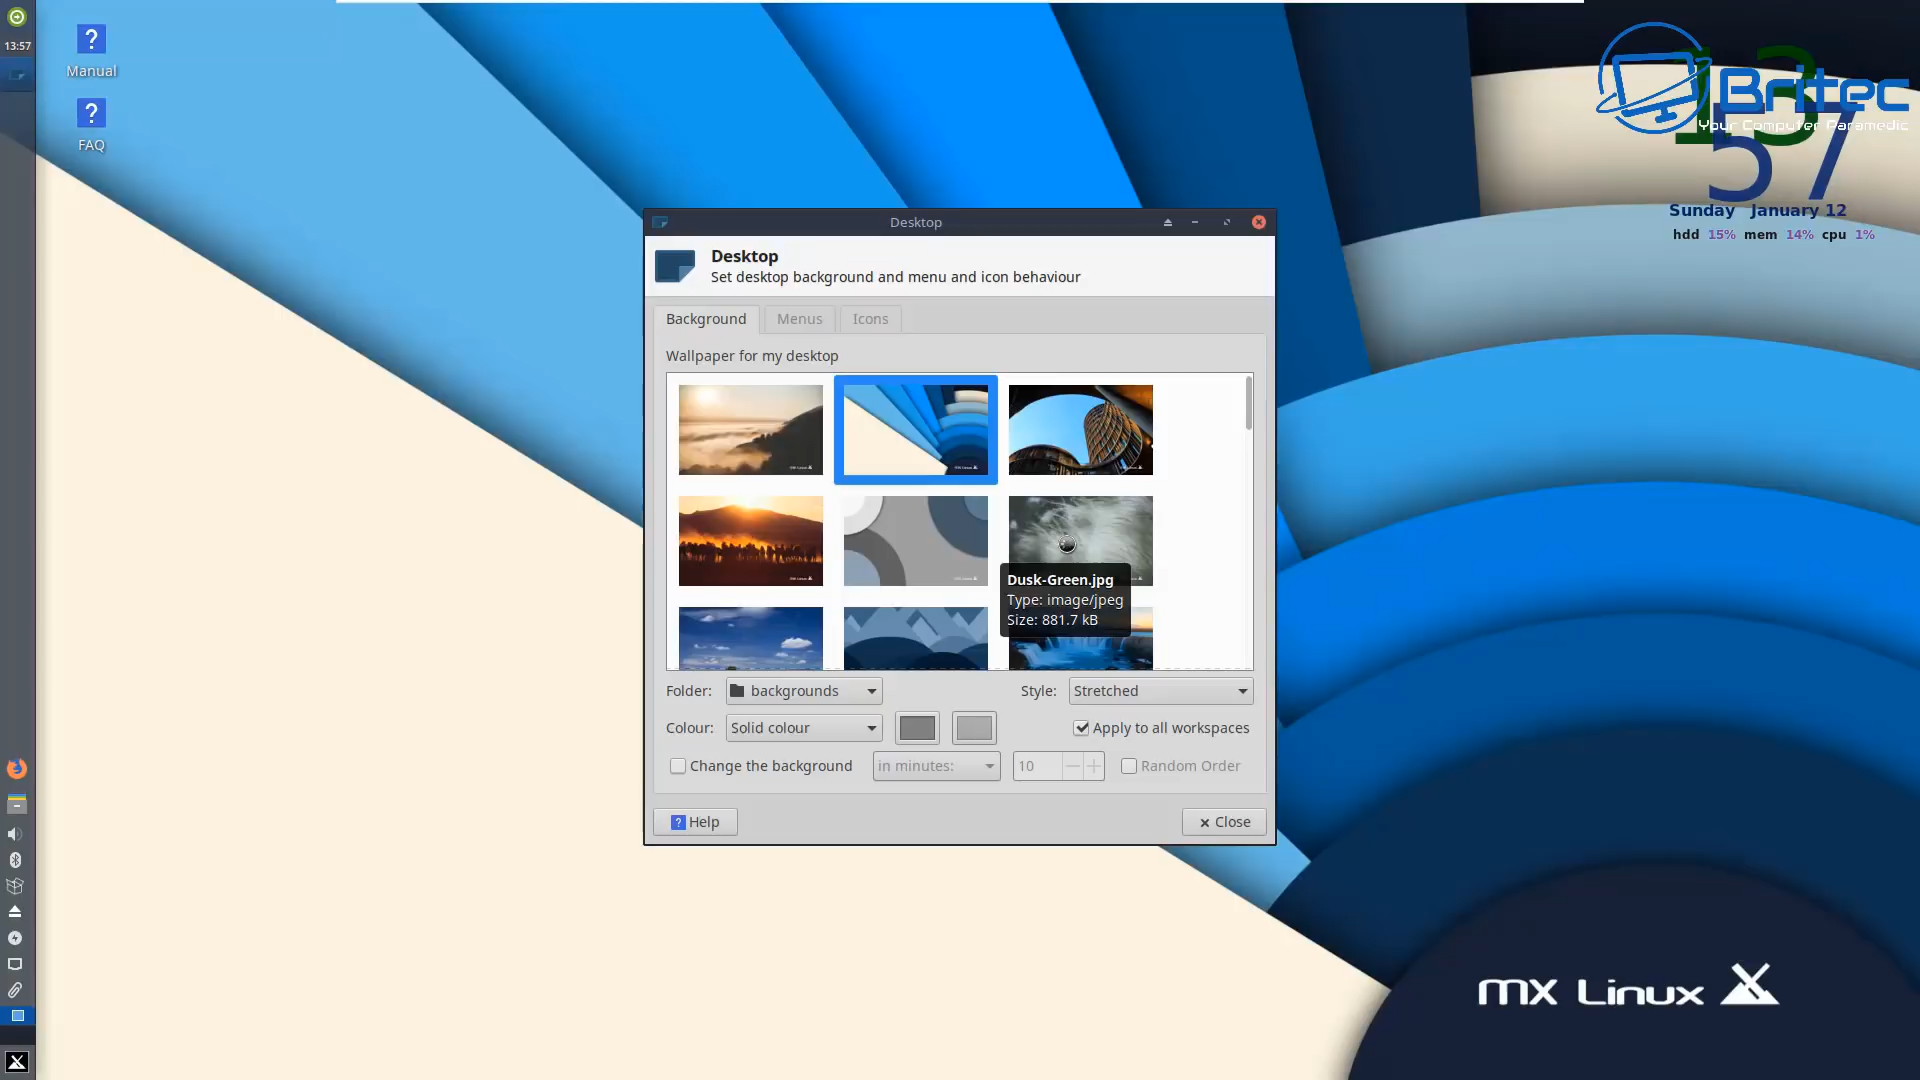 13:57
Manual
FAQ
Britec
Your Computer Paramedic
13
57
Sunday January 12
hdd 15% mem 14% cpu 1%
Desktop
Desktop
Set desktop background and menu and icon behaviour
Background Menus Icons
Wallpaper for my desktop
Dusk-Green.jpg
Type: image/jpeg
Size: 881.7 kB
Folder: backgrounds Style: Stretched
Colour: Solid colour Apply to all workspaces
Change the background in minutes: 10 Random Order
Help Close
MX Linux